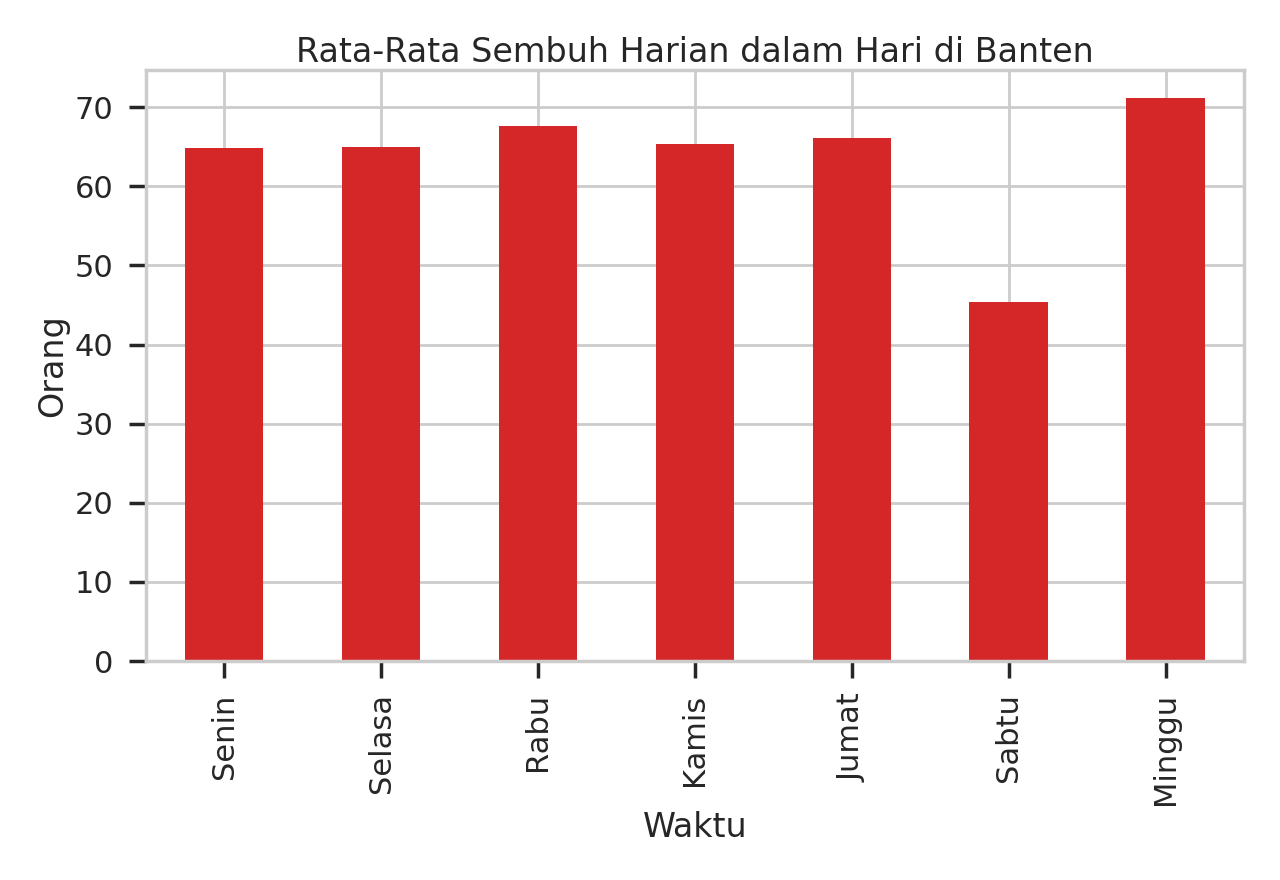 Rata-Rata Sembuh Harian dalam Hari di Banten
Orang
70
60
50
40
30
20
10
0
Senin
Selasa
Rabu
Kamis
Jumat
Sabtu
Minggu
Waktu